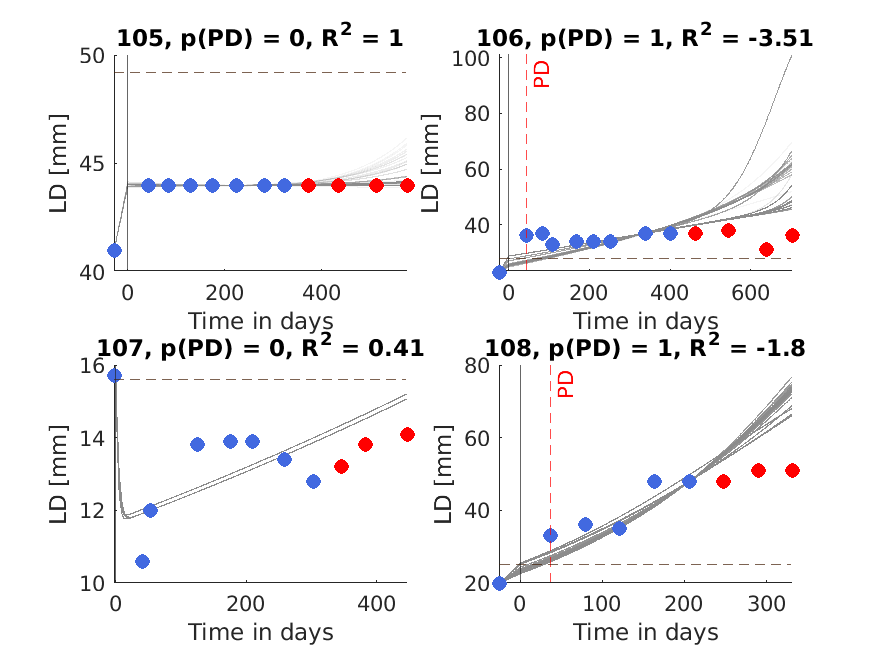 105, p(PD) = 0, R² = 1
50
45
40
LD [mm]
0
200
400
Time in days
106, p(PD) = 1, R² = -3.51
100
80
60
40
LD [mm]
PD
0
200
400
600
Time in days
107, p(PD) = 0, R² = 0.41
16
14
12
10
LD [mm]
0
200
400
Time in days
108, p(PD) = 1, R² = -1.8
80
60
40
20
LD [mm]
PD
0
100
200
300
Time in days